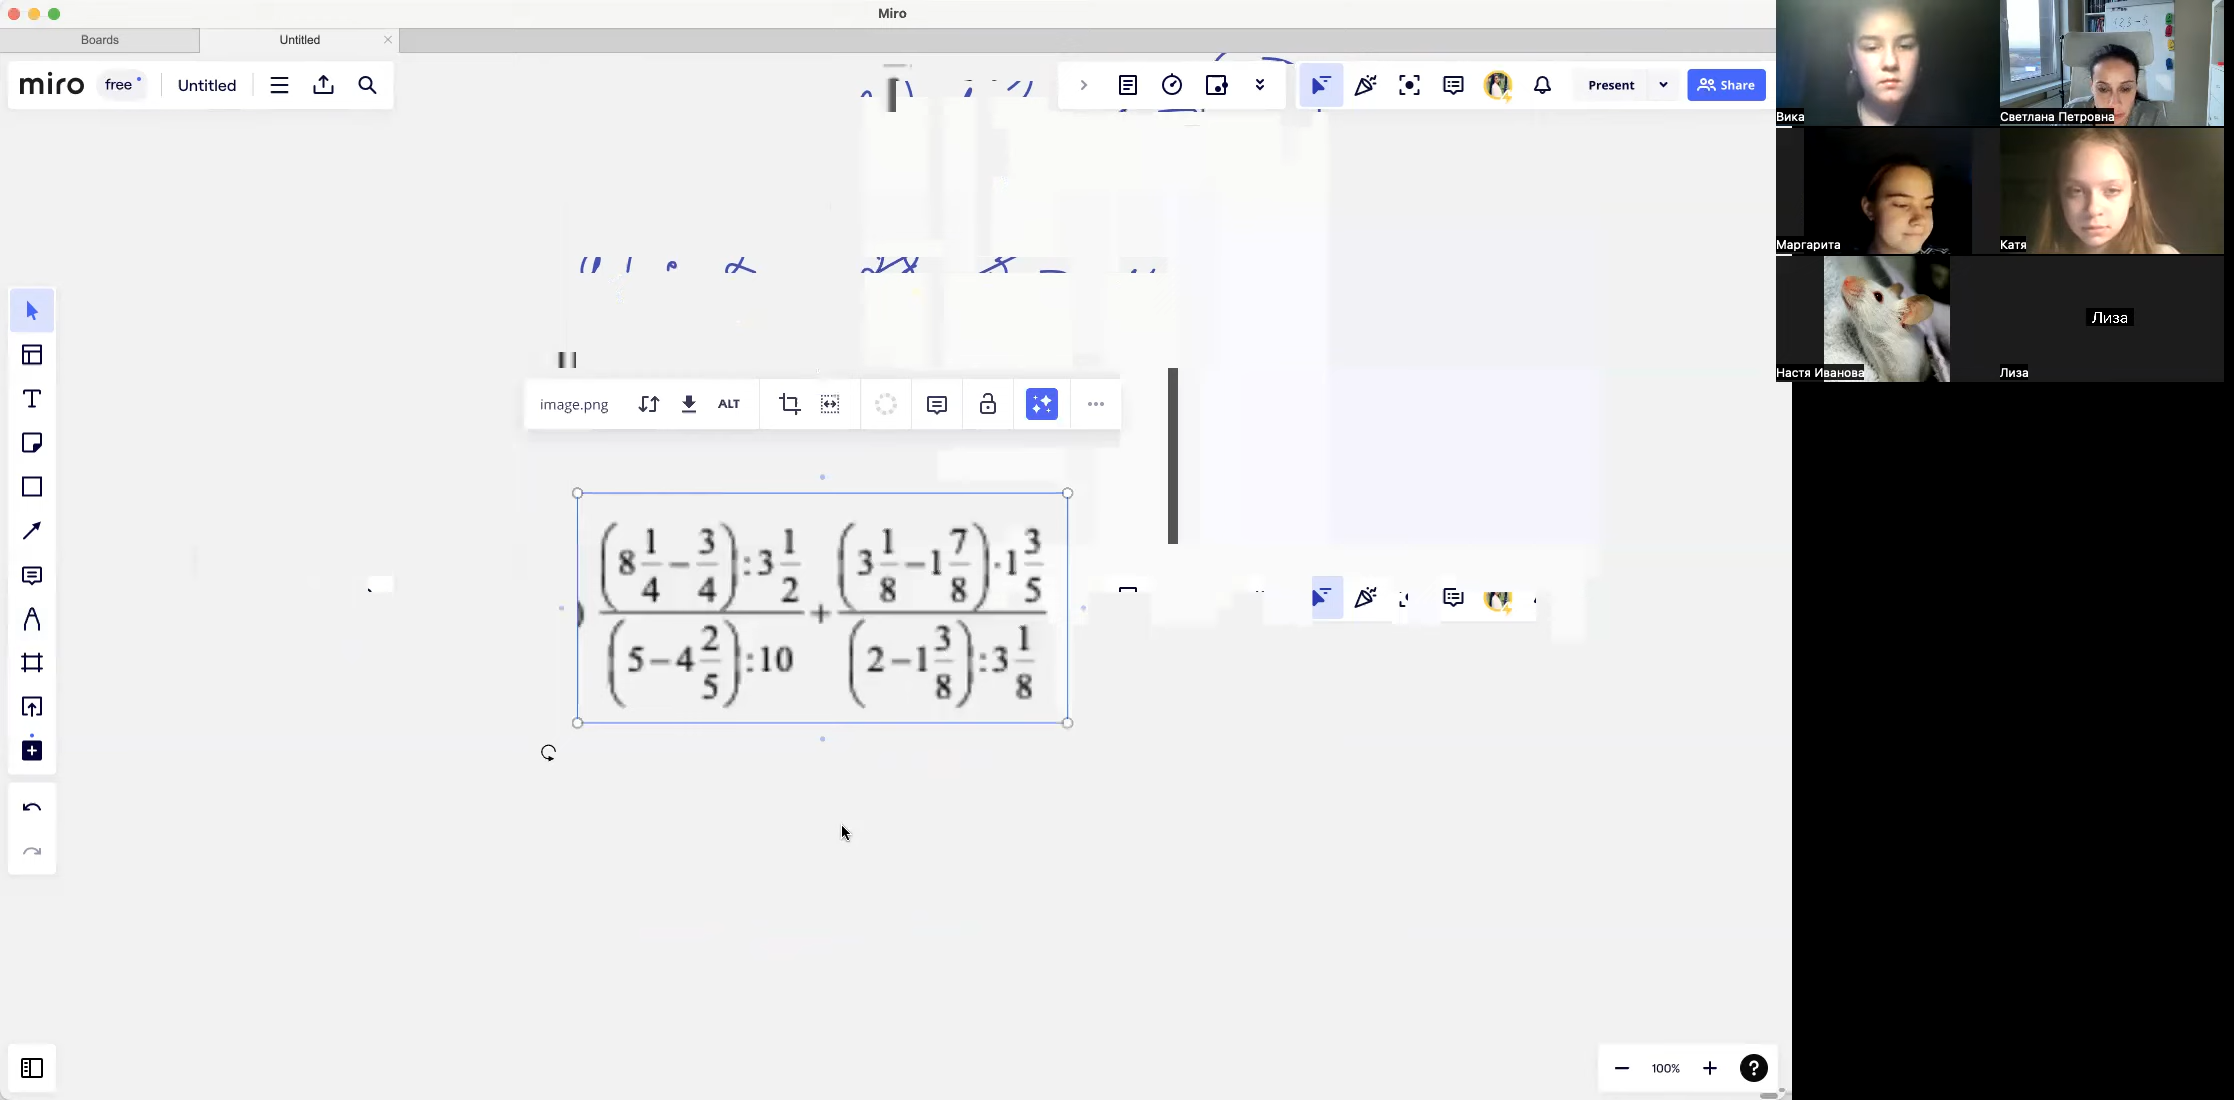 Miro
Boards
Untitled
miro
free
Untitled
Present
Share
image.png
ALT
(8 1/4 − 3/4) : 3 1/2 / (5 − 4 2/5) : 10 + (3 1/8 − 1 7/8) · 1 3/5 / (2 − 1 3/8) : 3 1/8
100%
?
Вика
Светлана Петровна
Маргарита
Катя
Настя Иванова
Лиза
Лиза